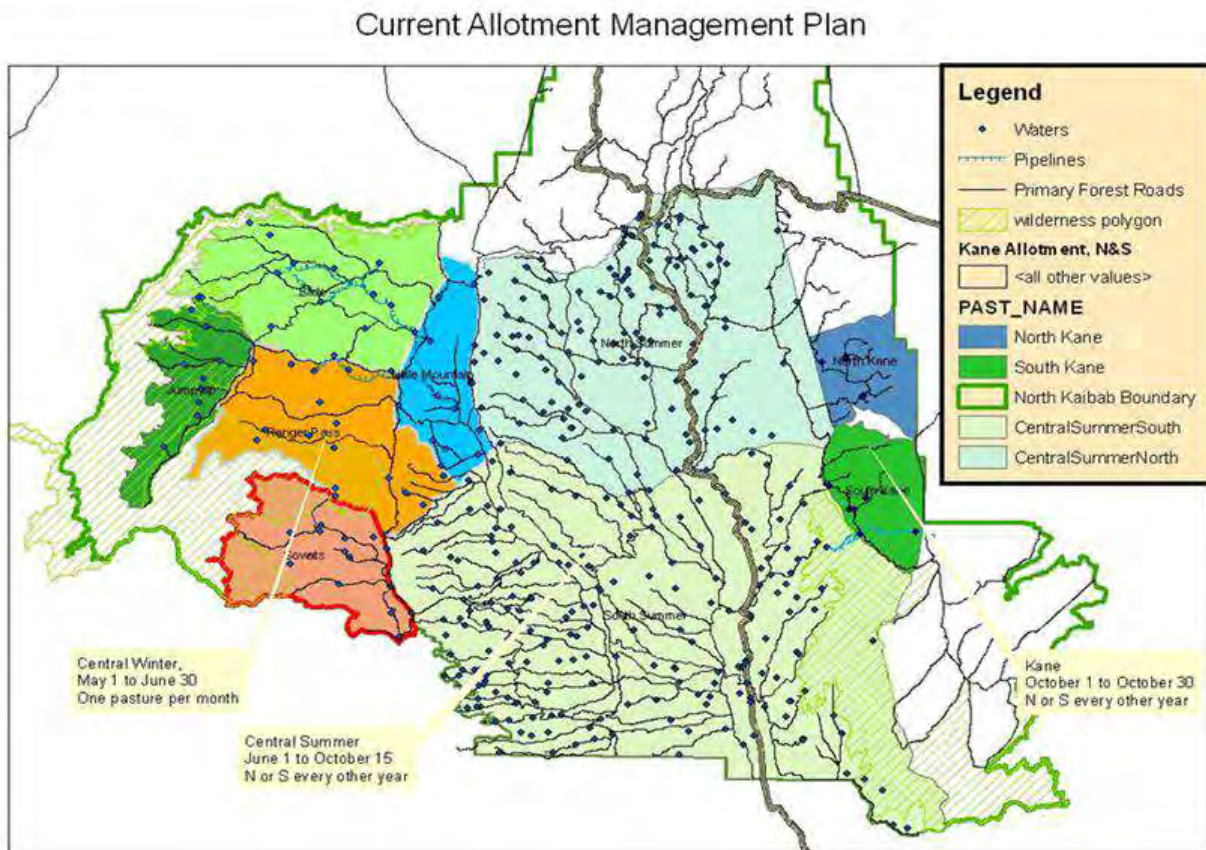 Current Allotment Management Plan
Legend
Waters
Pipelines
Primary Forest Roads
wilderness polygon
Kane Allotment, N&S
<all other values>
PAST_NAME
North Kane
South Kane
North Kaibab Boundary
CentralSummerSouth
CentralSummerNorth
North Summer
North Kane
Ranger Pass
South Summer
Central Winter,
May 1 to June 30
One pasture per month
Central Summer
June 1 to October 15
N or S every other year
Kane
October 1 to October 30
N or S every other year